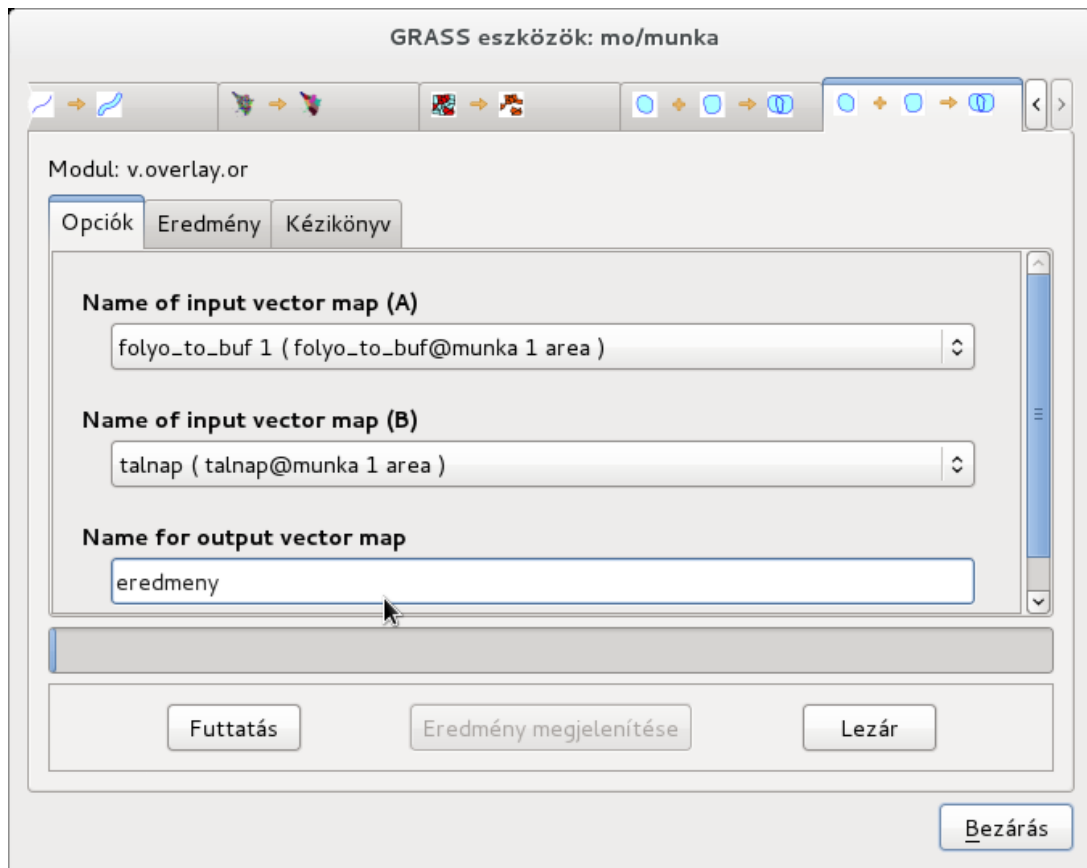 GRASS eszközök: mo/munka
Modul: v.overlay.or
Opciók Eredmény Kézikönyv
Name of input vector map (A)
folyo_to_buf 1 ( folyo_to_buf@munka 1 area )
Name of input vector map (B)
talnap ( talnap@munka 1 area )
Name for output vector map
eredmeny
Futtatás Eredmény megjelenítése Lezár
Bezárás